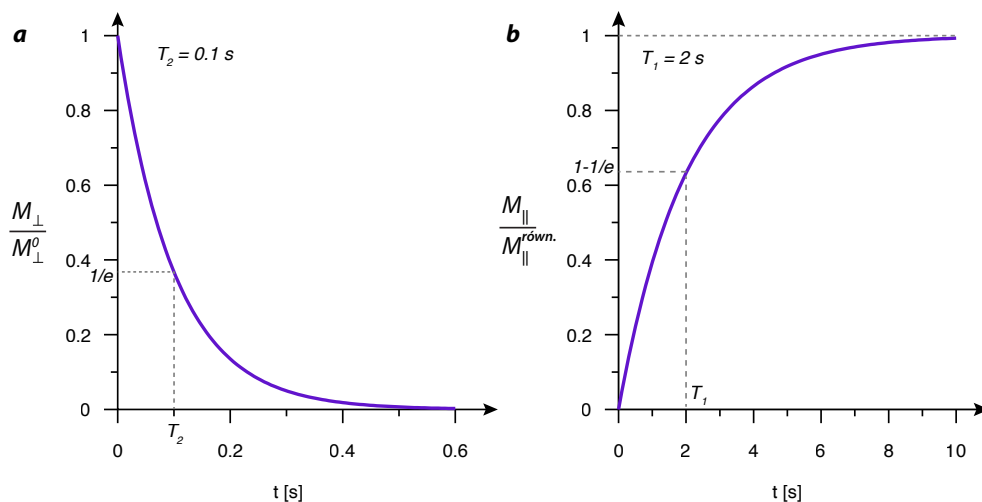 a
T₂ = 0.1 s
1
0.8
0.6
0.4
0.2
0
1/e
M⊥
M⊥⁰
T₂
0 0.2 0.4 0.6
t [s]
b
T₁ = 2 s
1
0.8
0.6
0.4
0.2
0
1-1/e
M||
M||równ.
T₁
0 2 4 6 8 10
t [s]